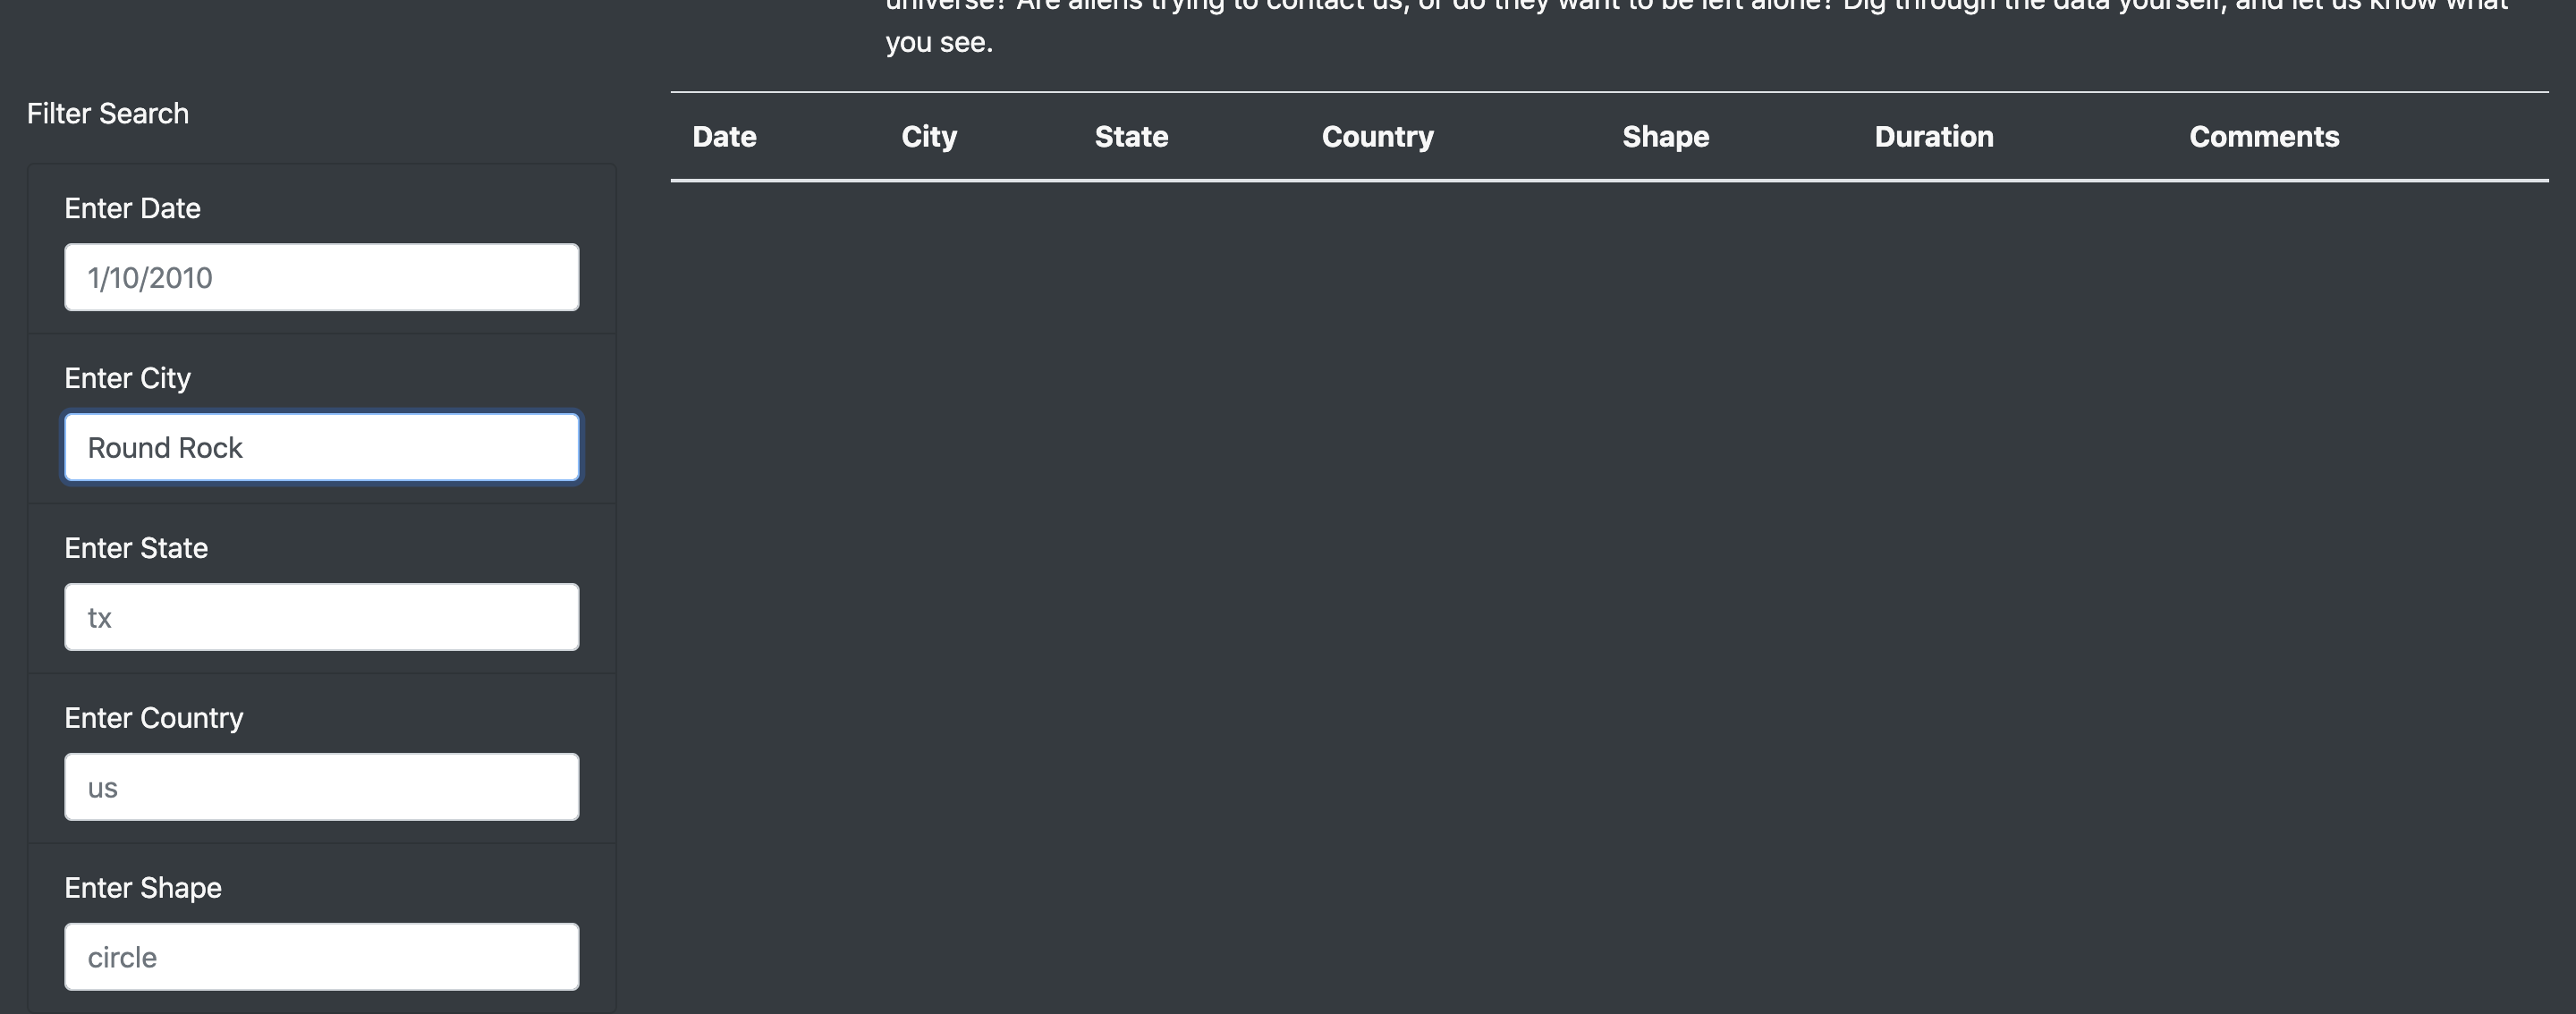 universe? Are aliens trying to contact us, or do they want to be left alone? Dig through the data yourself, and let us know what
you see.
Filter Search
Date City State Country Shape Duration Comments
Enter Date
1/10/2010
Enter City
Round Rock
Enter State
tx
Enter Country
us
Enter Shape
circle